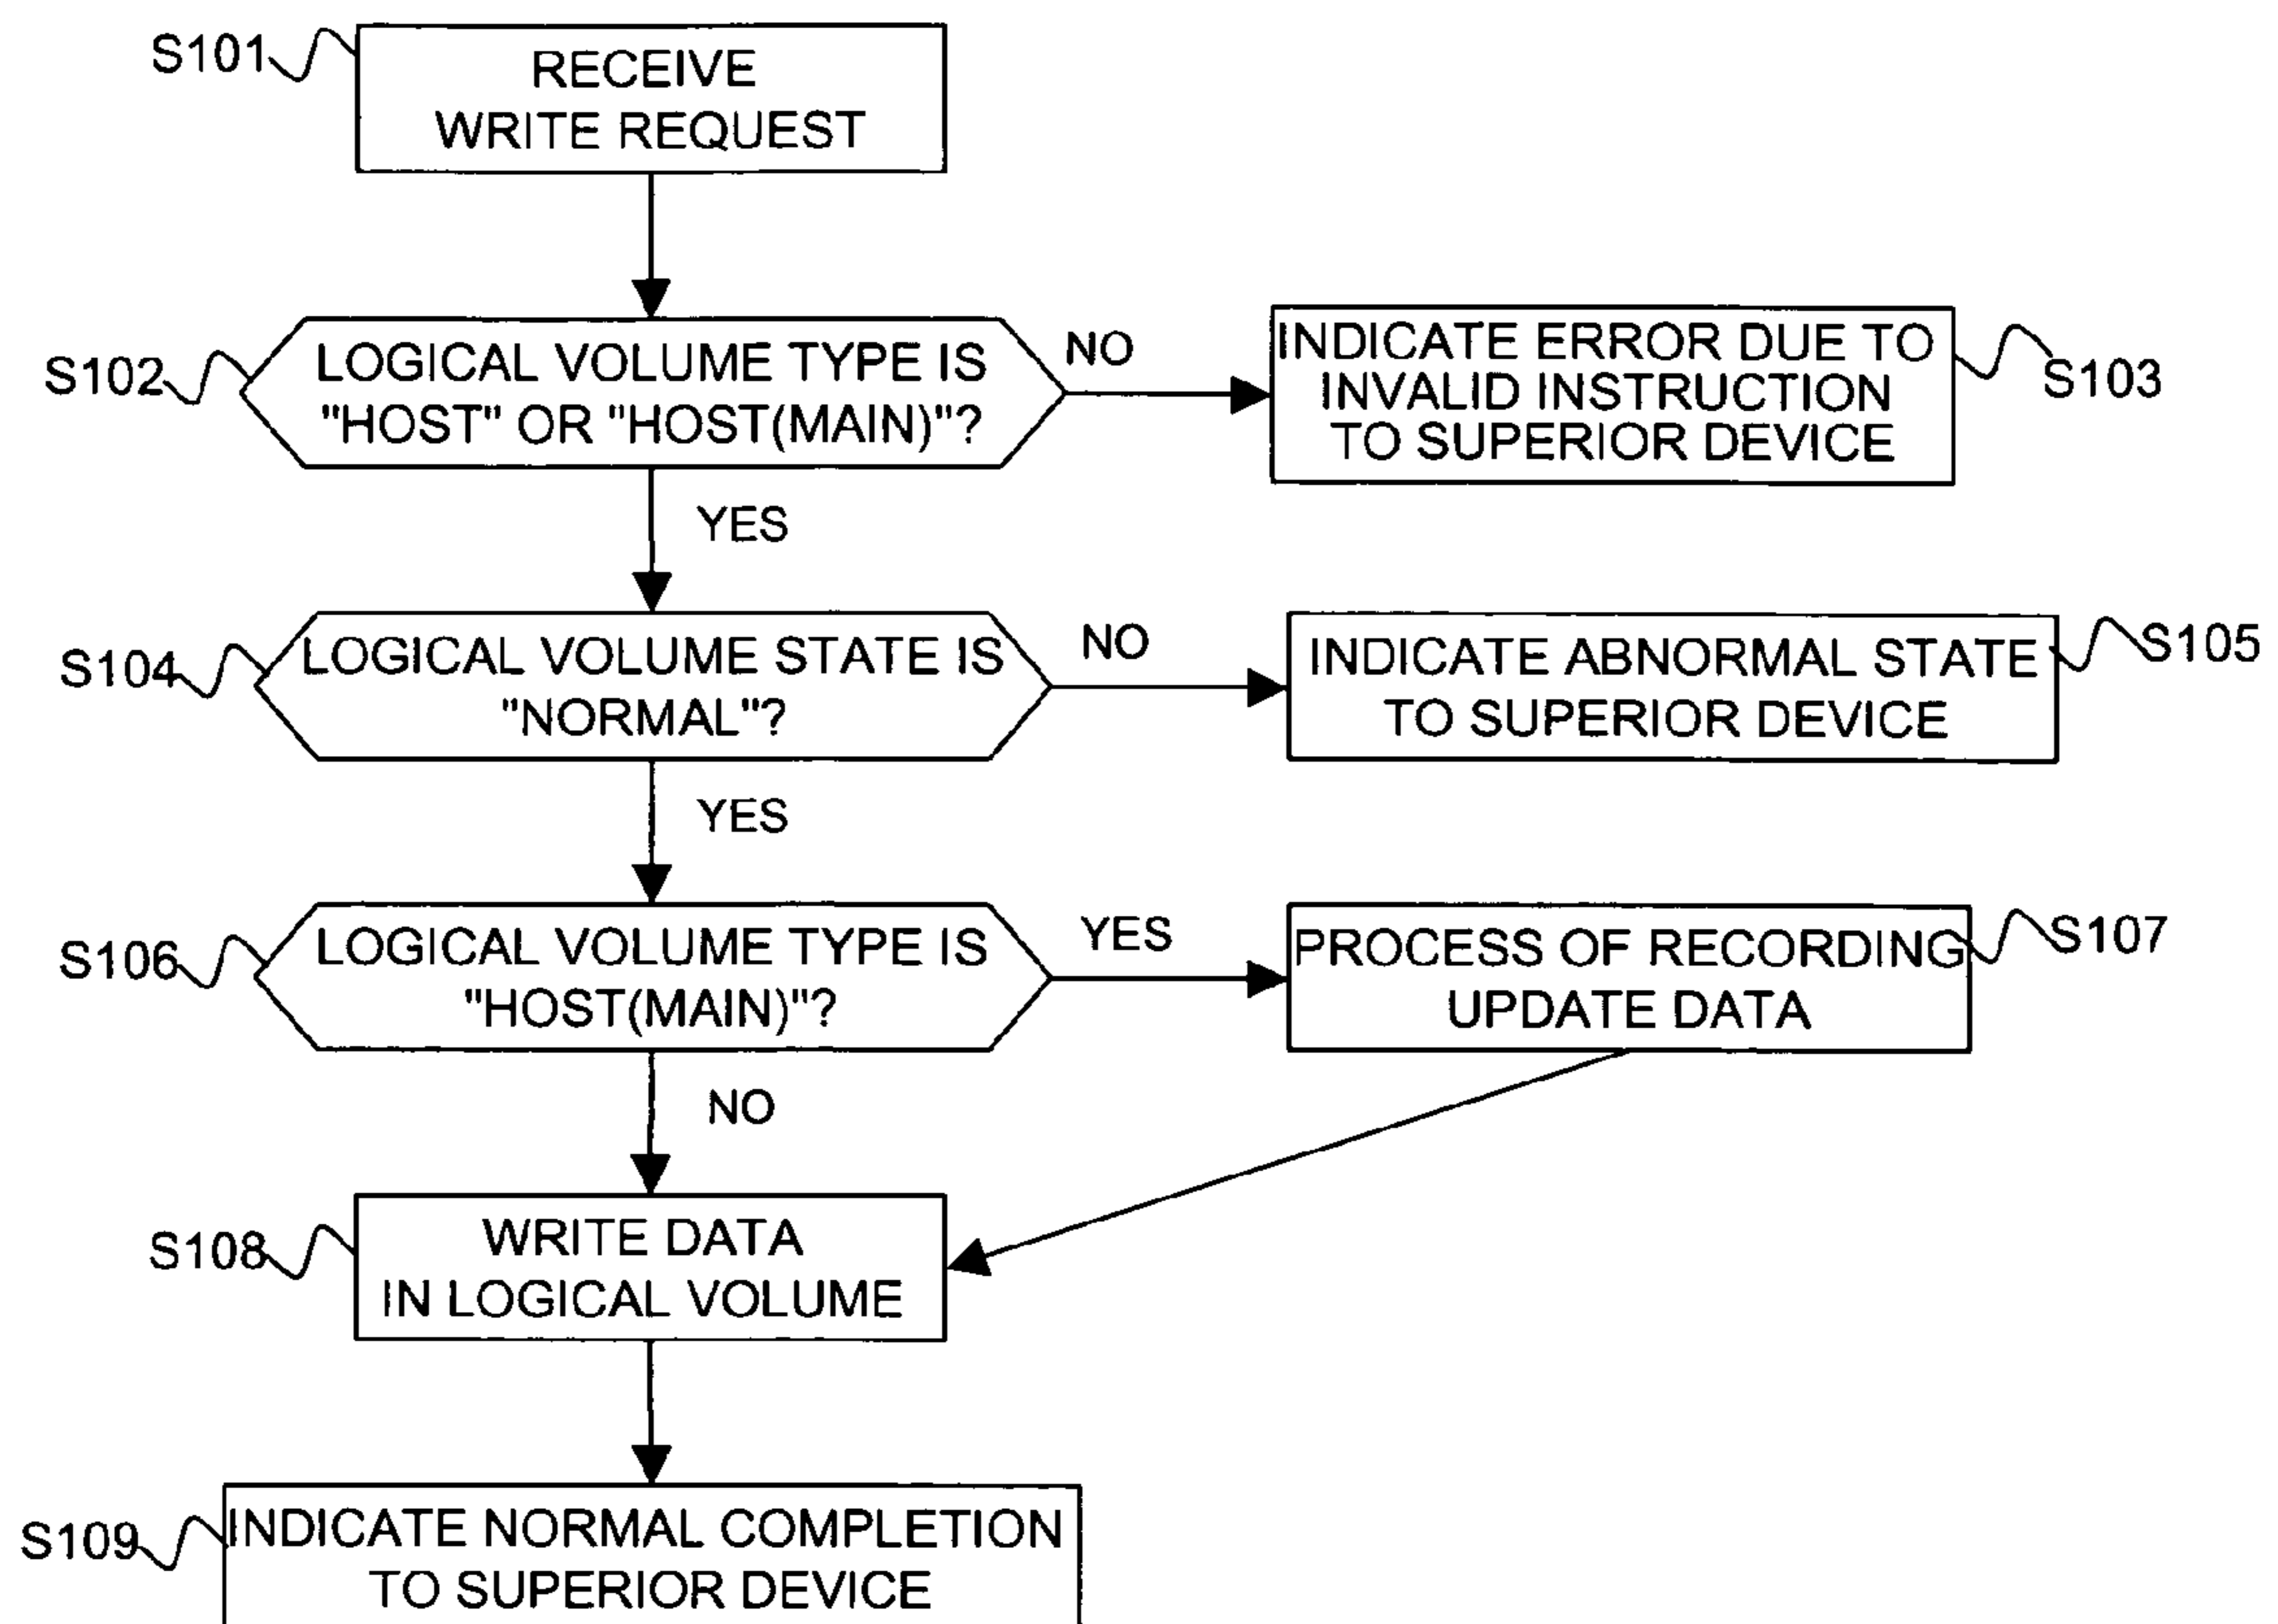 S101
RECEIVE
WRITE REQUEST
S102
LOGICAL VOLUME TYPE IS
"HOST" OR "HOST(MAIN)"?
NO
INDICATE ERROR DUE TO
INVALID INSTRUCTION
TO SUPERIOR DEVICE
S103
YES
S104
LOGICAL VOLUME STATE IS
"NORMAL"?
NO
INDICATE ABNORMAL STATE
TO SUPERIOR DEVICE
S105
YES
S106
LOGICAL VOLUME TYPE IS
"HOST(MAIN)"?
YES
PROCESS OF RECORDING
UPDATE DATA
S107
NO
S108
WRITE DATA
IN LOGICAL VOLUME
S109
INDICATE NORMAL COMPLETION
TO SUPERIOR DEVICE